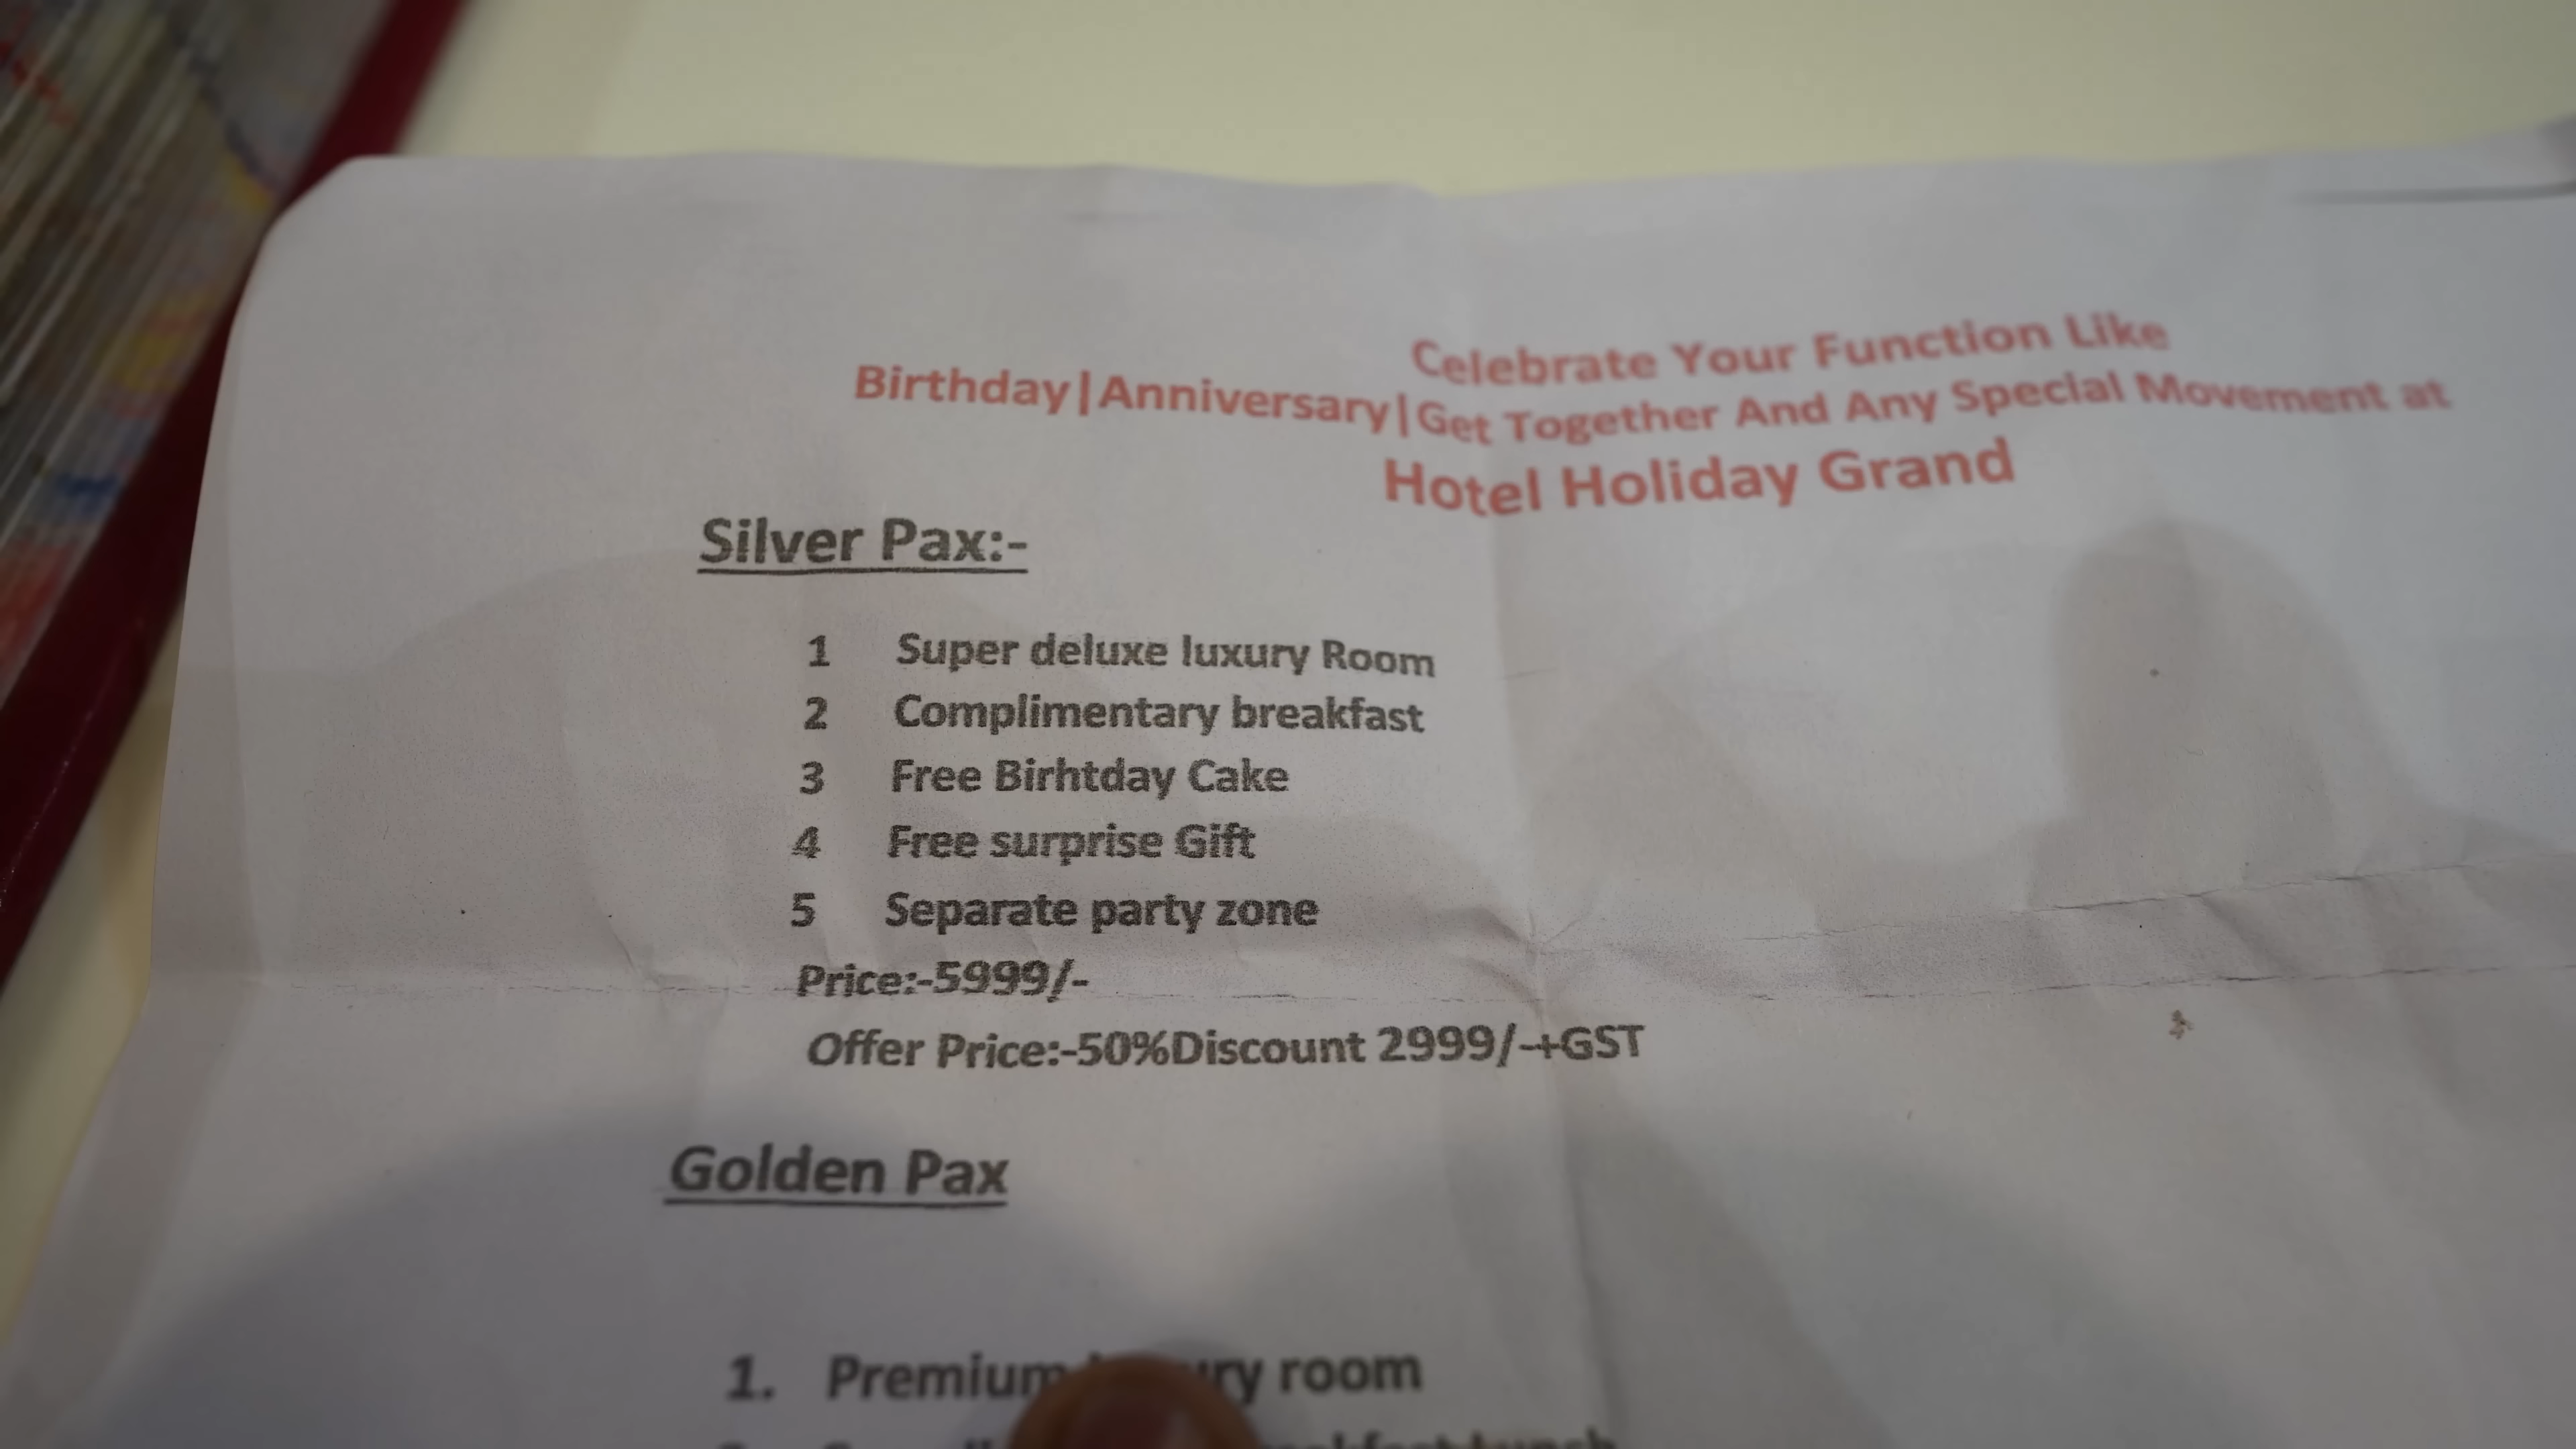 Celebrate Your Function Like
Birthday|Anniversary|Get Together And Any Special Movement at
Hotel Holiday Grand
Silver Pax:-
1 Super deluxe luxury Room
2 Complimentary breakfast
3 Free Birhtday Cake
4 Free surprise Gift
5 Separate party zone
Price:-5999/-
Offer Price:-50%Discount 2999/-+GST
Golden Pax
1. Premium room